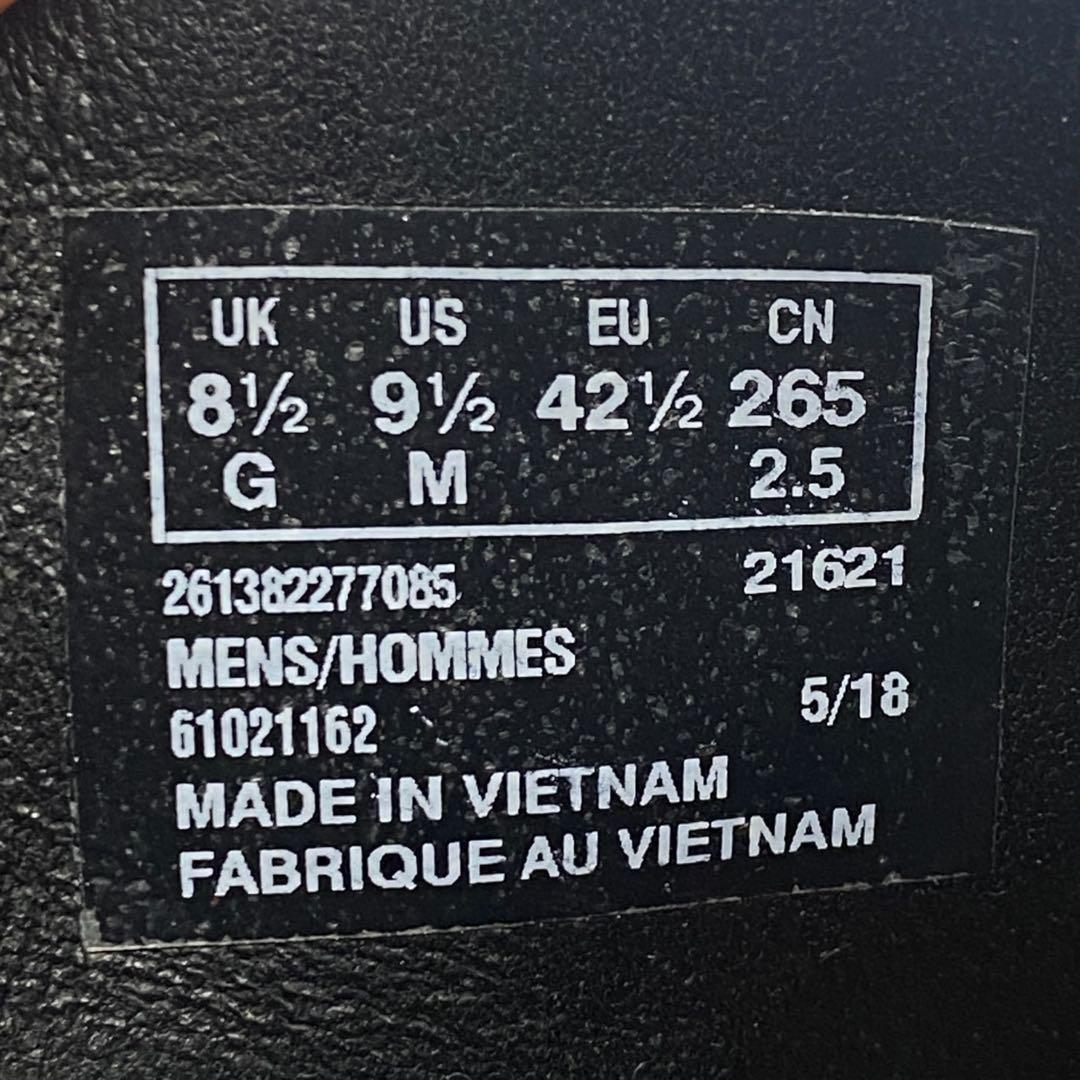 UK US EU CN
8½ 9½ 42½ 265
G M 2.5
261382277085 21621
MENS/HOMMES
61021162 5/18
MADE IN VIETNAM
FABRIQUE AU VIETNAM